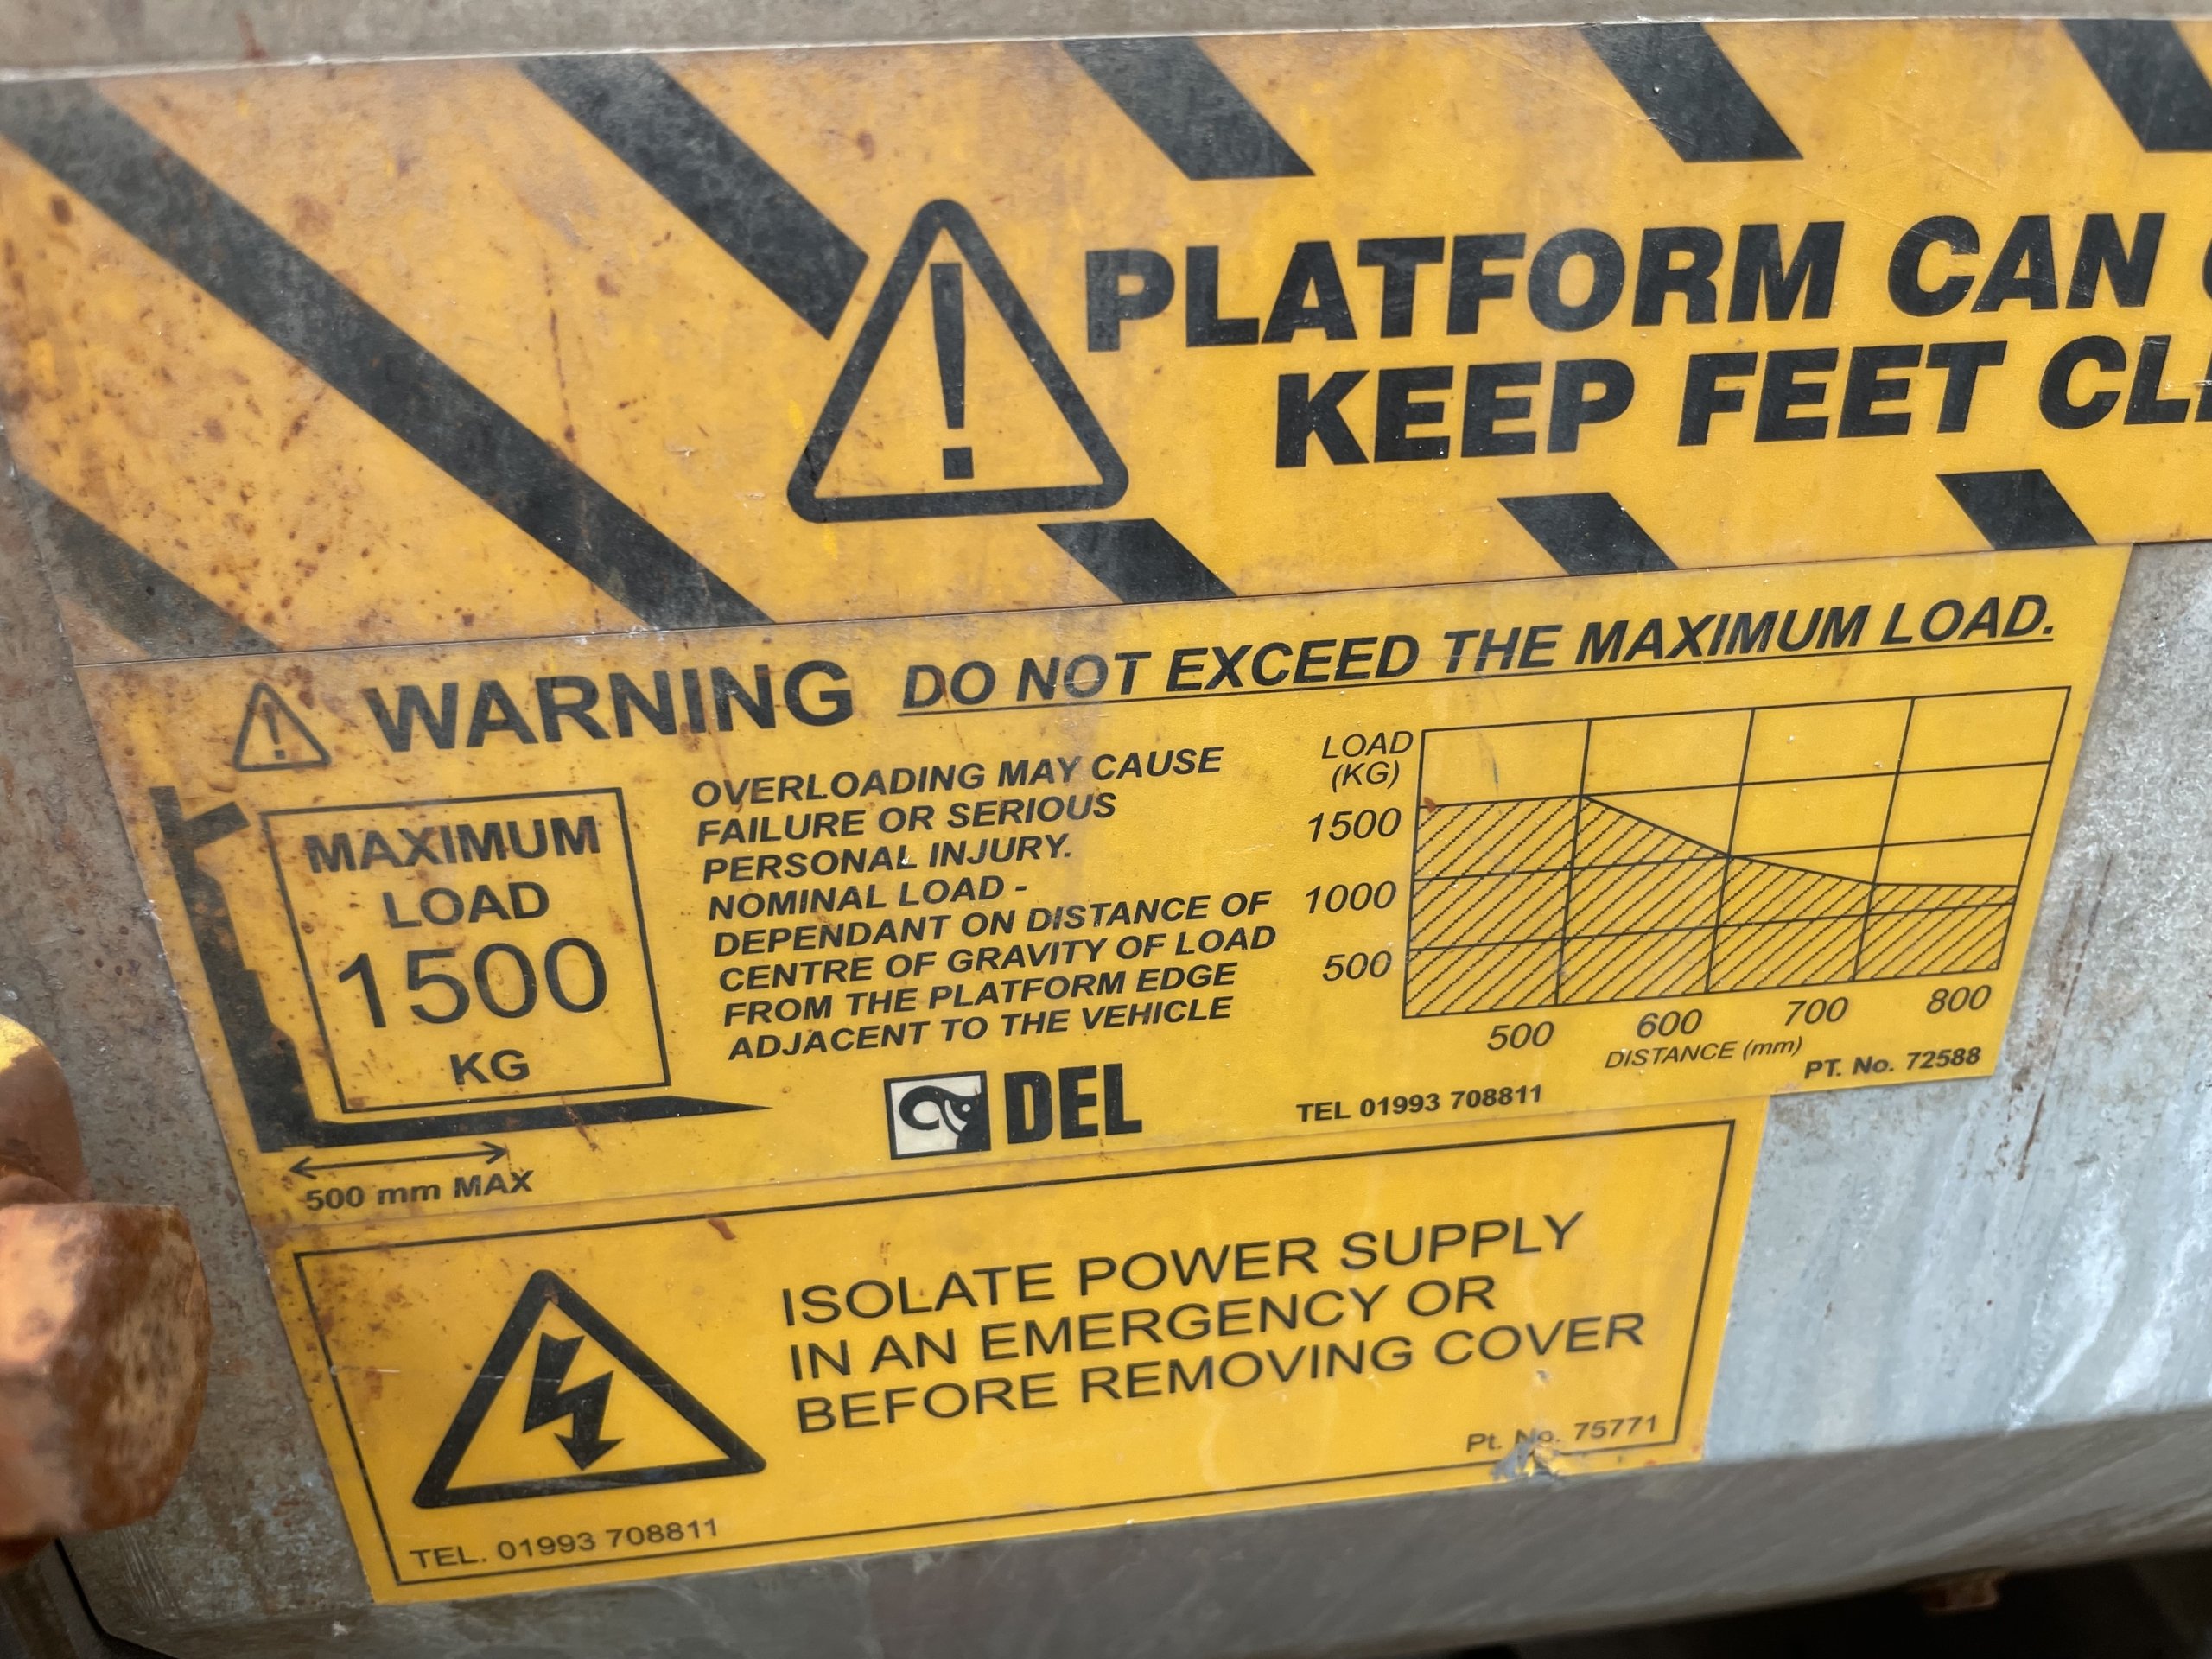 PLATFORM CAN
KEEP FEET
WARNING DO NOT EXCEED THE MAXIMUM LOAD.
MAXIMUM
LOAD
1500
KG
500 mm MAX
OVERLOADING MAY CAUSE
FAILURE OR SERIOUS
PERSONAL INJURY.
NOMINAL LOAD -
DEPENDANT ON DISTANCE OF
CENTRE OF GRAVITY OF LOAD
FROM THE PLATFORM EDGE
ADJACENT TO THE VEHICLE
DEL
LOAD
(KG)
1500
1000
500
500 600 700 800
DISTANCE (mm)
PT. No. 72588
TEL 01993 708811
ISOLATE POWER SUPPLY
IN AN EMERGENCY OR
BEFORE REMOVING COVER
Pt. No. 75771
TEL. 01993 708811